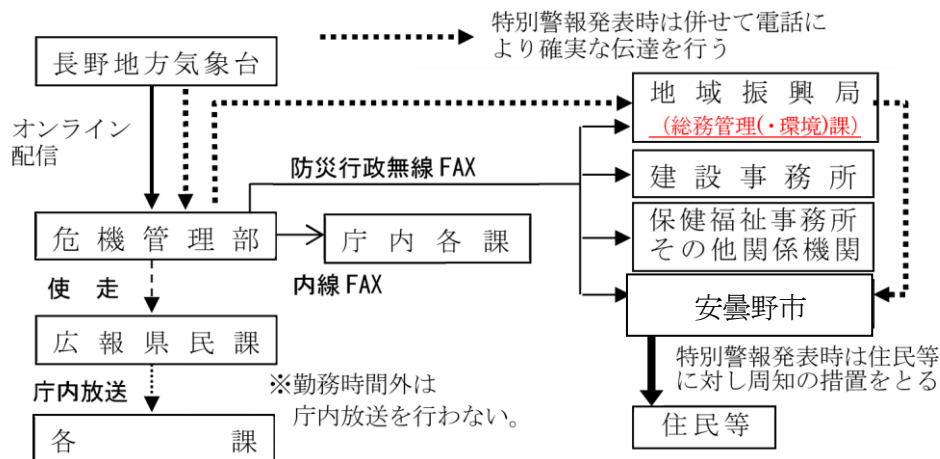 特別警報発表時は併せて電話に
より確実な伝達を行う
長野地方気象台
地域振興局
(総務管理(・環境)課)
オンライン
配信
防災行政無線 FAX
建設事務所
危機管理部
庁内各課
保健福祉事務所
その他関係機関
内線 FAX
使走
安曇野市
広報県民課
特別警報発表時は住民等
に対し周知の措置をとる
庁内放送
※勤務時間外は
庁内放送を行わない。
各課
住民等